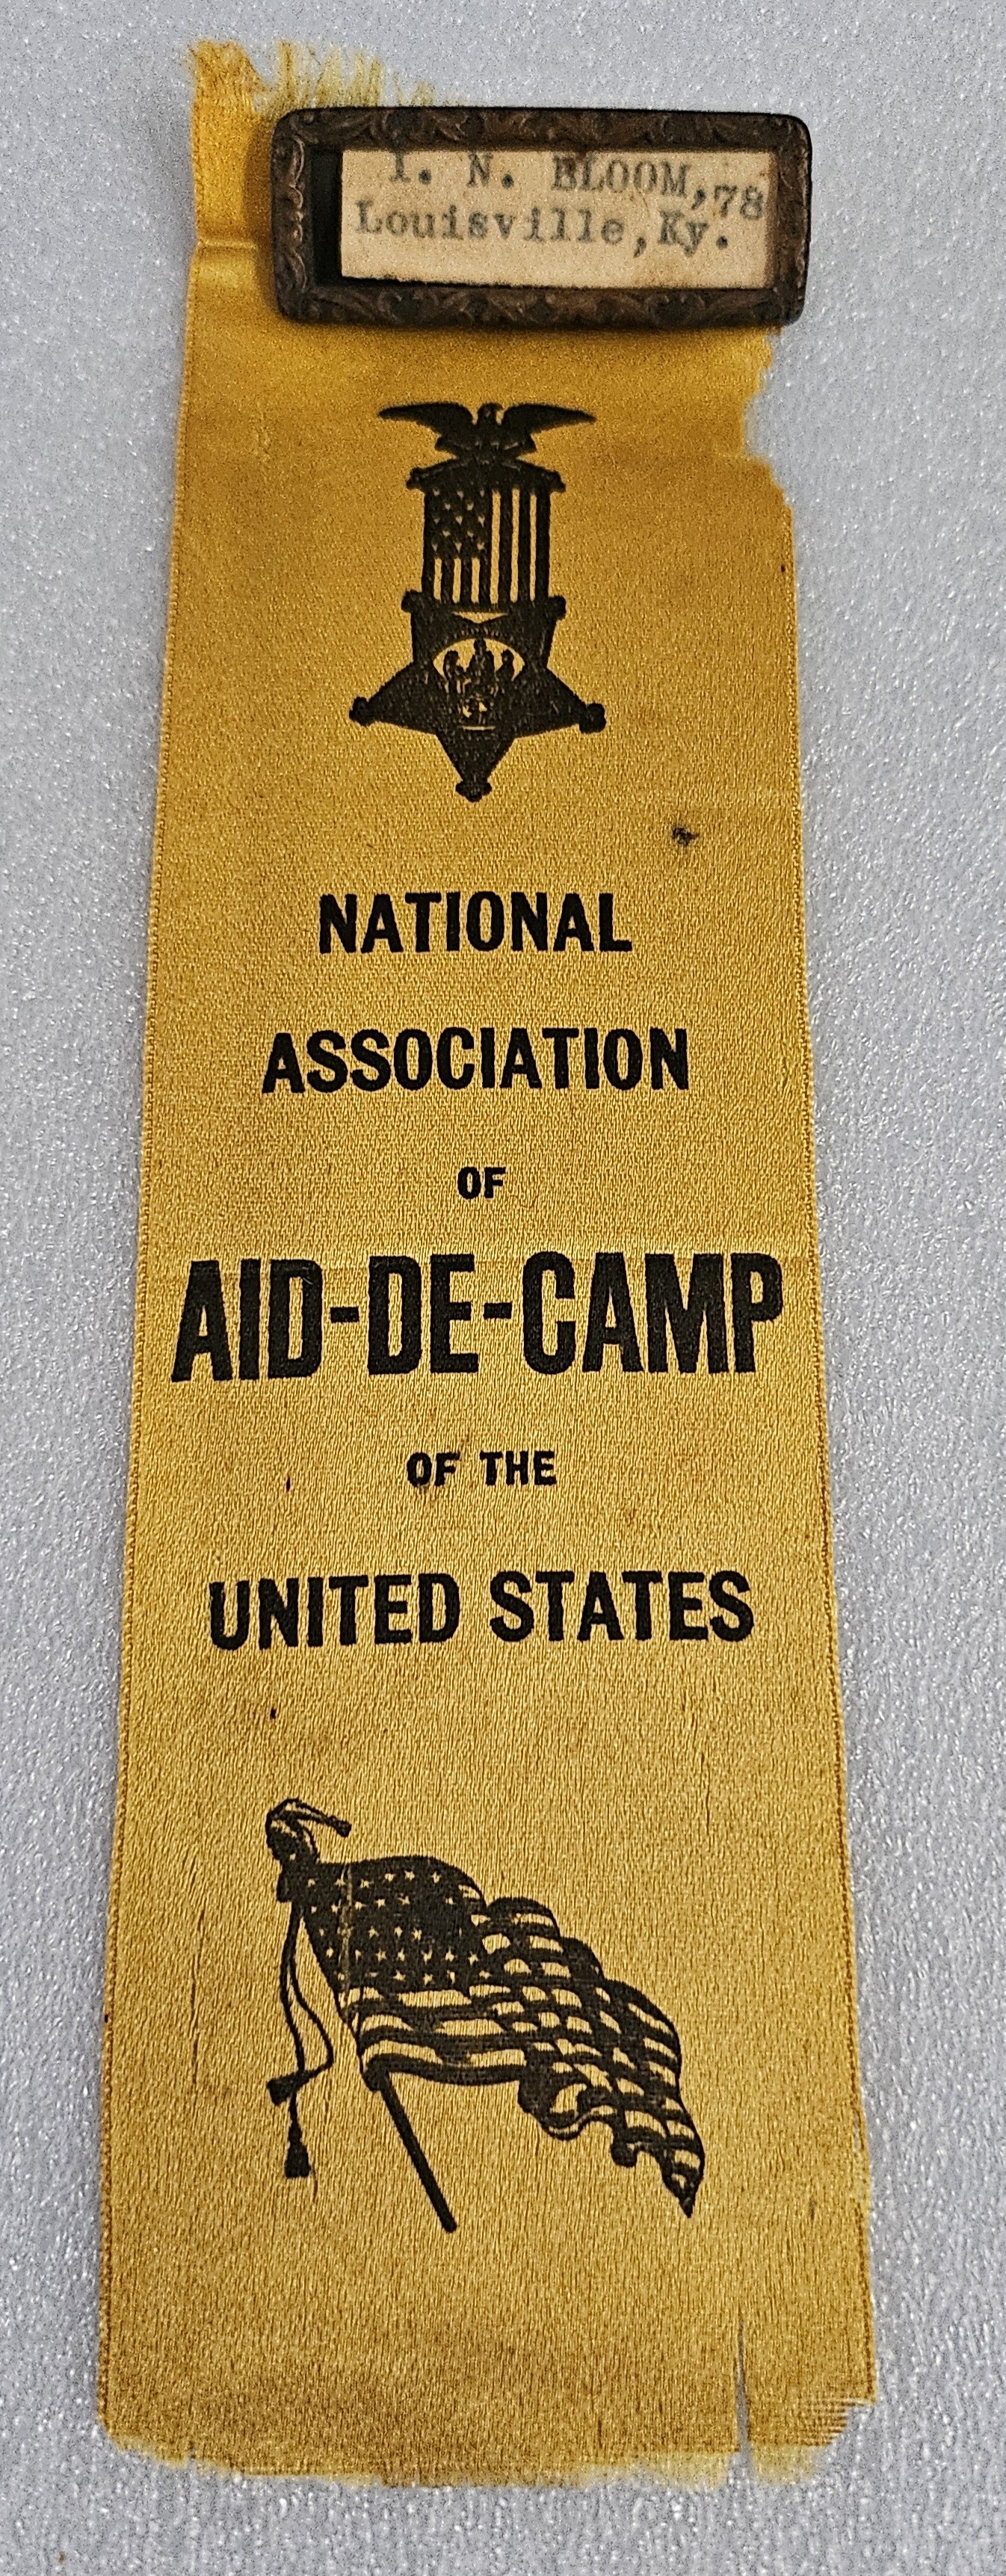 I. N. BLOOM,78
Louisville,Ky.
NATIONAL
ASSOCIATION
OF
AID-DE-CAMP
OF THE
UNITED STATES